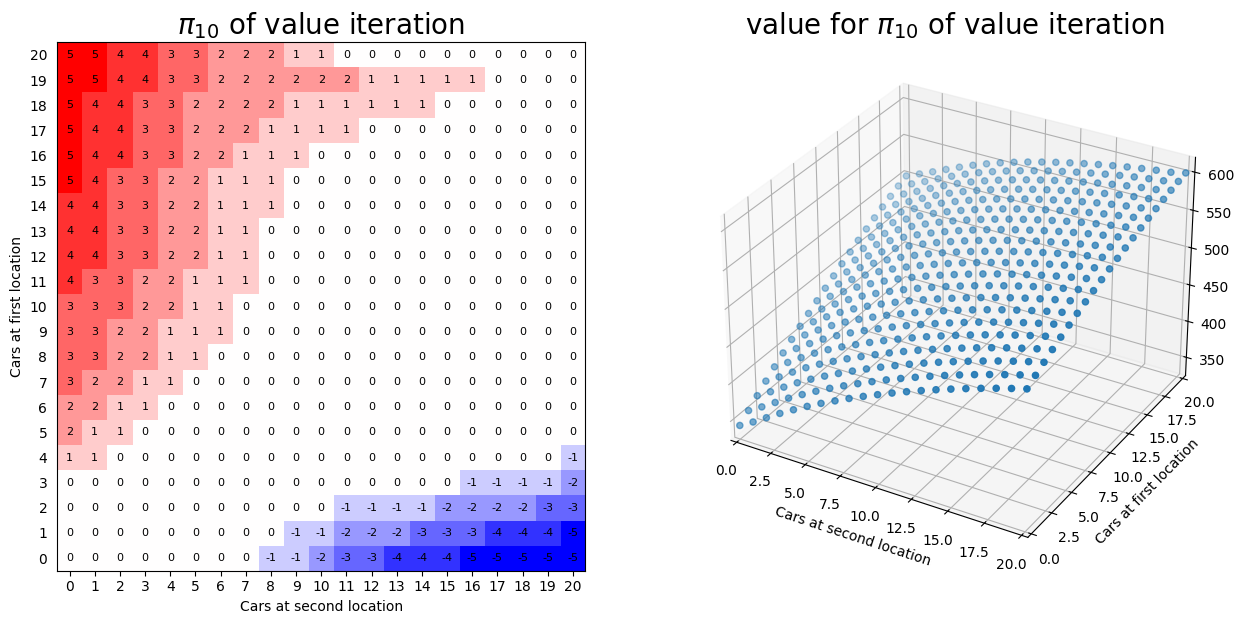 π₁₀ of value iteration
20 5 5 4 4 3 3 2 2 2 1 1 0 0 0 0 0 0 0 0 0 0
19 5 5 4 4 3 3 2 2 2 2 2 2 1 1 1 1 1 0 0 0 0
18 5 4 4 3 3 2 2 2 2 1 1 1 1 1 1 0 0 0 0 0 0
17 5 4 4 3 3 2 2 2 1 1 1 1 0 0 0 0 0 0 0 0 0
16 5 4 4 3 3 2 2 1 1 1 0 0 0 0 0 0 0 0 0 0 0
15 5 4 3 3 2 2 1 1 1 0 0 0 0 0 0 0 0 0 0 0 0
14 4 4 3 3 2 2 1 1 1 0 0 0 0 0 0 0 0 0 0 0 0
13 4 4 3 3 2 2 1 1 0 0 0 0 0 0 0 0 0 0 0 0 0
12 4 4 3 3 2 2 1 1 0 0 0 0 0 0 0 0 0 0 0 0 0
11 4 3 3 2 2 1 1 1 0 0 0 0 0 0 0 0 0 0 0 0 0
10 3 3 3 2 2 1 1 0 0 0 0 0 0 0 0 0 0 0 0 0 0
9 3 3 2 2 1 1 1 0 0 0 0 0 0 0 0 0 0 0 0 0 0
8 3 3 2 2 1 1 0 0 0 0 0 0 0 0 0 0 0 0 0 0 0
7 3 2 2 1 1 0 0 0 0 0 0 0 0 0 0 0 0 0 0 0 0
6 2 2 1 1 0 0 0 0 0 0 0 0 0 0 0 0 0 0 0 0 0
5 2 1 1 0 0 0 0 0 0 0 0 0 0 0 0 0 0 0 0 0 0
4 1 1 0 0 0 0 0 0 0 0 0 0 0 0 0 0 0 0 0 0 -1
3 0 0 0 0 0 0 0 0 0 0 0 0 0 0 0 0 -1 -1 -1 -1 -2
2 0 0 0 0 0 0 0 0 0 0 0 -1 -1 -1 -1 -2 -2 -2 -2 -3 -3
1 0 0 0 0 0 0 0 0 0 -1 -1 -2 -2 -2 -3 -3 -3 -4 -4 -4 -5
0 0 0 0 0 0 0 0 0 -1 -1 -2 -3 -3 -4 -4 -4 -5 -5 -5 -5 -5
0 1 2 3 4 5 6 7 8 9 10 11 12 13 14 15 16 17 18 19 20
Cars at second location
Cars at first location
value for π₁₀ of value iteration
600
550
500
450
400
350
0.0 2.5 5.0 7.5 10.0 12.5 15.0 17.5 20.0
Cars at second location
0.0 2.5 5.0 7.5 10.0 12.5 15.0 17.5 20.0
Cars at first location